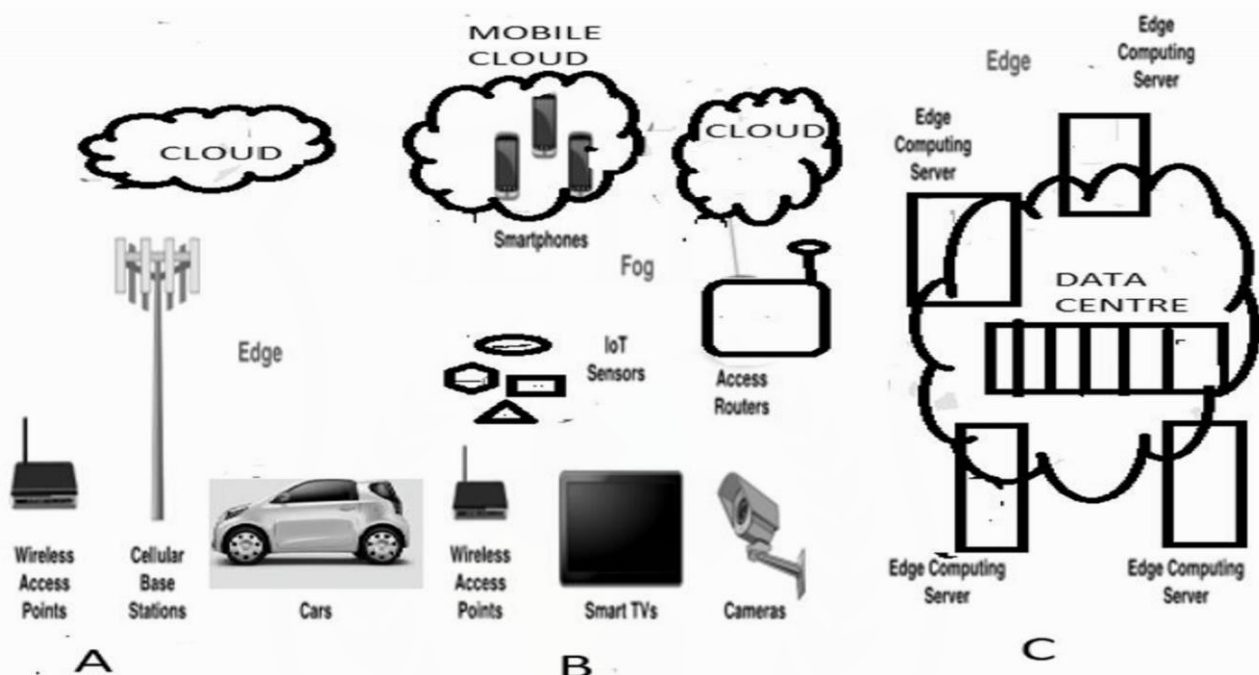 CLOUD
Edge
Wireless
Access
Points
Cellular
Base
Stations
Cars
A
MOBILE
CLOUD
CLOUD
Smartphones
Fog
IoT
Sensors
Access
Routers
Wireless
Access
Points
Smart TVs
Cameras
B
Edge
Edge
Computing
Server
Edge
Computing
Server
DATA
CENTRE
Edge Computing
Server
Edge Computing
Server
C